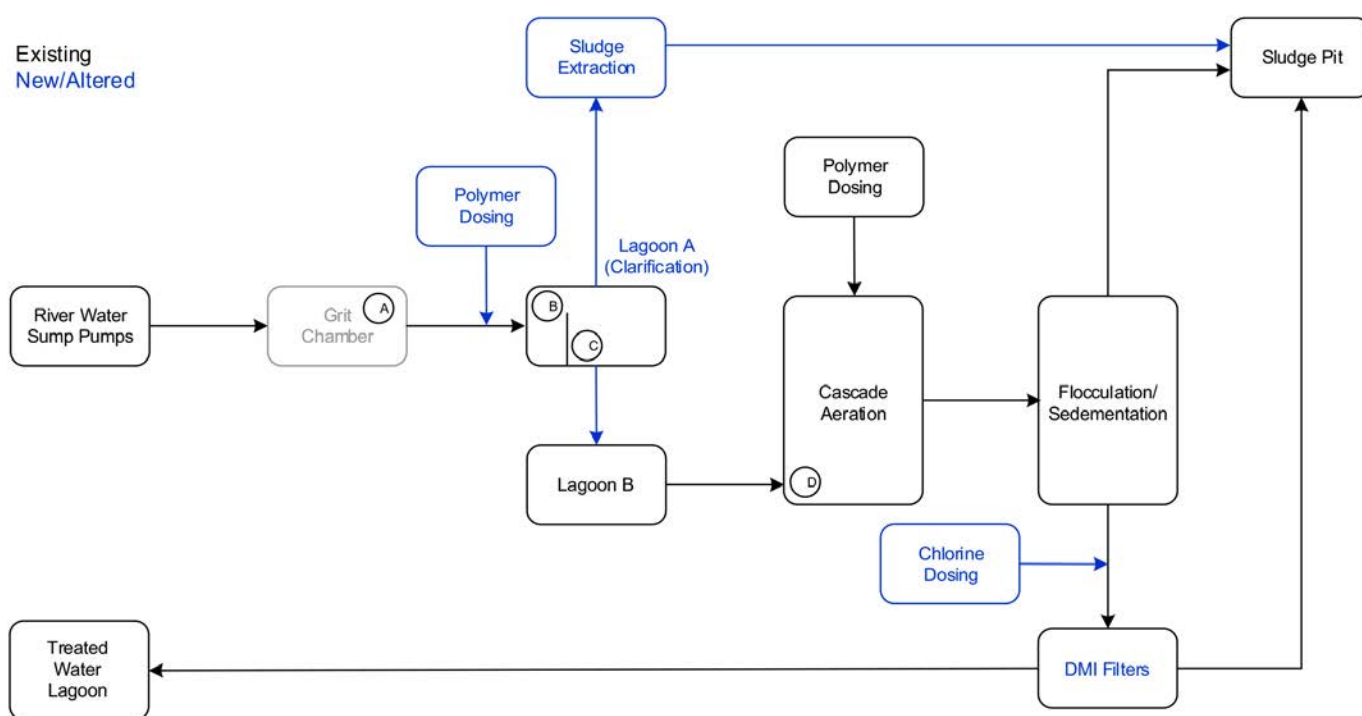 Existing
New/Altered
Sludge
Extraction
Sludge Pit
Polymer
Dosing
Polymer
Dosing
Lagoon A
(Clarification)
River Water
Sump Pumps
Grit
Chamber
A
B
C
Cascade
Aeration
D
Flocculation/
Sedementation
Lagoon B
Chlorine
Dosing
Treated
Water
Lagoon
DMI Filters